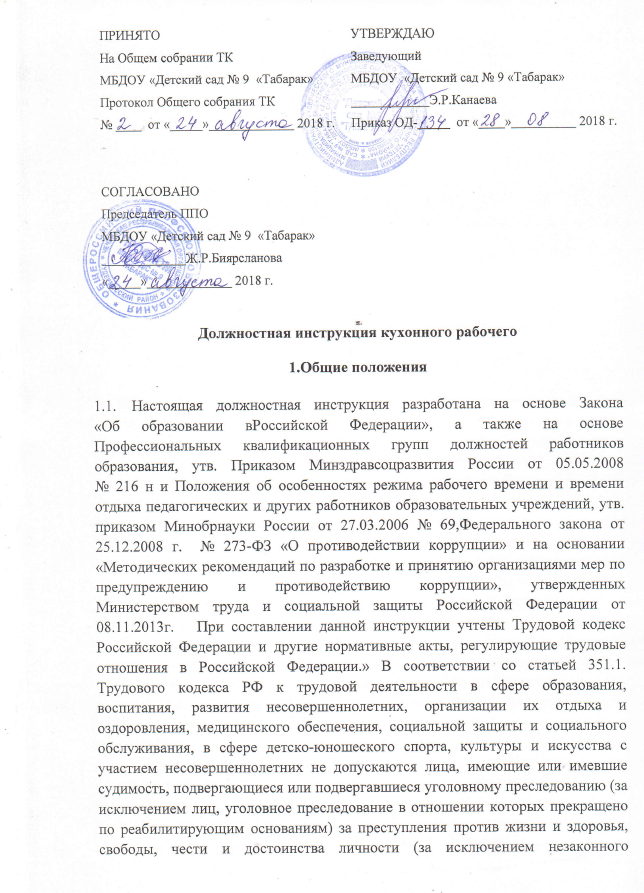 ПРИНЯТО
На Общем собрании ТК
МБДОУ «Детский сад № 9 «Табарак»
Протокол Общего собрания ТК
№ 2 от «24» августа 2018 г.
УТВЕРЖДАЮ
Заведующий
МБДОУ «Детский сад № 9 «Табарак»
Э.Р.Канаева
Приказ ОД-134 от «28» 08 2018 г.
СОГЛАСОВАНО
Председатель ППО
МБДОУ «Детский сад № 9 «Табарак»
Ж.Р.Биярсланова
«24» августа 2018 г.
Должностная инструкция кухонного рабочего
1.Общие положения
1.1. Настоящая должностная инструкция разработана на основе Закона
«Об образовании вРоссийской Федерации», а также на основе
Профессиональных квалификационных групп должностей работников
образования, утв. Приказом Минздравсоцразвития России от 05.05.2008
№ 216 н и Положения об особенностях режима рабочего времени и времени
отдыха педагогических и других работников образовательных учреждений, утв.
приказом Минобрнауки России от 27.03.2006 № 69,Федерального закона от
25.12.2008 г. № 273-ФЗ «О противодействии коррупции» и на основании
«Методических рекомендаций по разработке и принятию организациями мер по
предупреждению и противодействию коррупции», утвержденных
Министерством труда и социальной защиты Российской Федерации от
08.11.2013г. При составлении данной инструкции учтены Трудовой кодекс
Российской Федерации и другие нормативные акты, регулирующие трудовые
отношения в Российской Федерации.» В соответствии со статьей 351.1.
Трудового кодекса РФ к трудовой деятельности в сфере образования,
воспитания, развития несовершеннолетних, организации их отдыха и
оздоровления, медицинского обеспечения, социальной защиты и социального
обслуживания, в сфере детско-юношеского спорта, культуры и искусства с
участием несовершеннолетних не допускаются лица, имеющие или имевшие
судимость, подвергающиеся или подвергавшиеся уголовному преследованию (за
исключением лиц, уголовное преследование в отношении которых прекращено
по реабилитирующим основаниям) за преступления против жизни и здоровья,
свободы, чести и достоинства личности (за исключением незаконного